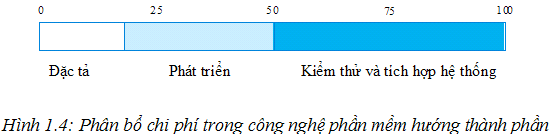 0 25 50 75 100
Đặc tả Phát triển Kiểm thử và tích hợp hệ thống
Hình 1.4: Phân bổ chi phí trong công nghệ phần mềm hướng thành phần